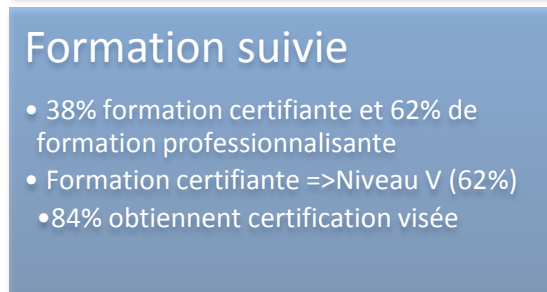 Formation suivie
• 38% formation certifiante et 62% de
formation professionnalisante
• Formation certifiante =>Niveau V (62%)
•84% obtiennent certification visée